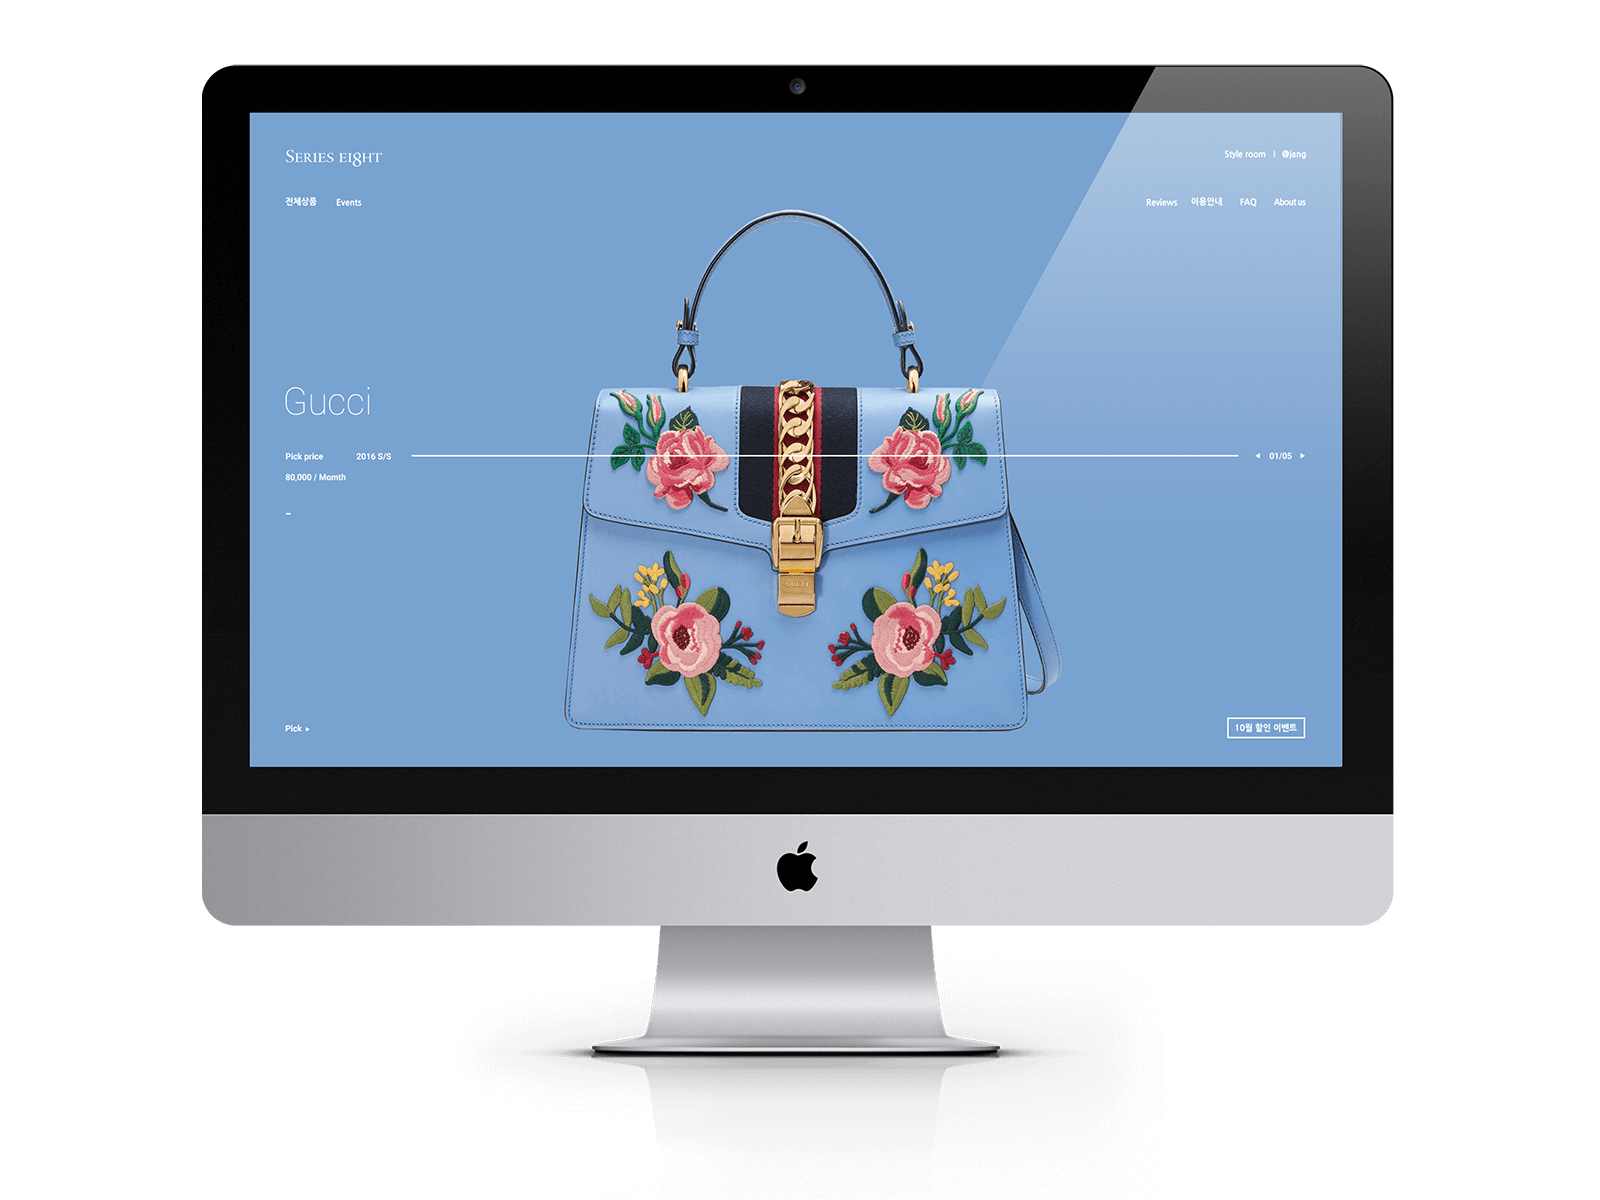 SERIES EI8HT
Style room | @jang
전체상품 Events
Reviews 이용안내 FAQ About us
Gucci
Pick price 2016 S/S
01/05
80,000 / Momth
GUCCI
Pick
10월 할인 이벤트